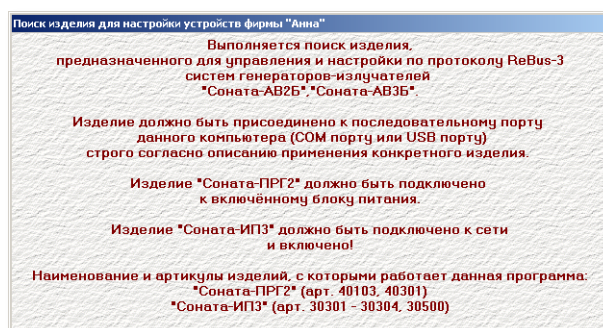 Поиск изделия для настройки устройств фирмы "Анна"
Выполняется поиск изделия,
предназначенного для управления и настройки по протоколу ReBus-3
систем генераторов-излучателей
"Соната-АВ2Б","Соната-АВ3Б".
Изделие должно быть присоединено к последовательному порту
данного компьютера (COM порту или USB порту)
строго согласно описанию применения конкретного изделия.
Изделие "Соната-ПРГ2" должно быть подключено
к включённому блоку питания.
Изделие "Соната-ИП3" должно быть подключено к сети
и включено!
Наименование и артикулы изделий, с которыми работает данная программа:
"Соната-ПРГ2" (арт. 40103, 40301)
"Соната-ИП3" (арт. 30301 - 30304, 30500)